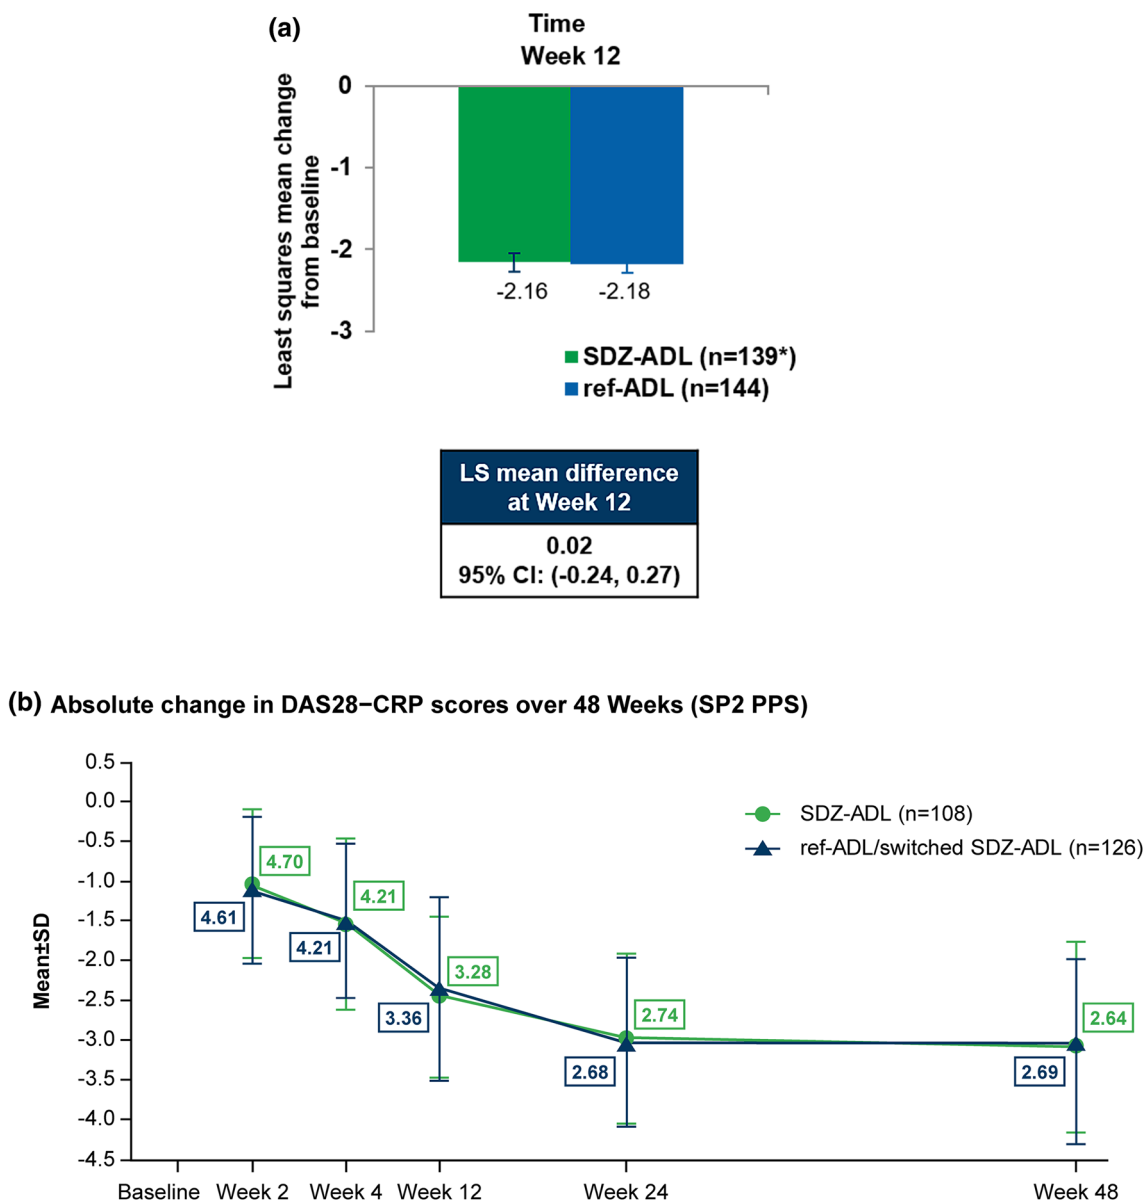 (a)
Time
Week 12
Least squares mean change
from baseline
0
-1
-2
-3
-2.16
-2.18
SDZ-ADL (n=139*)
ref-ADL (n=144)
LS mean difference
at Week 12
0.02
95% CI: (-0.24, 0.27)
(b) Absolute change in DAS28−CRP scores over 48 Weeks (SP2 PPS)
Mean±SD
0.5
0.0
-0.5
-1.0
-1.5
-2.0
-2.5
-3.0
-3.5
-4.0
-4.5
SDZ-ADL (n=108)
ref-ADL/switched SDZ-ADL (n=126)
4.70
4.61
4.21
4.21
3.28
3.36
2.74
2.68
2.64
2.69
Baseline Week 2 Week 4 Week 12 Week 24 Week 48